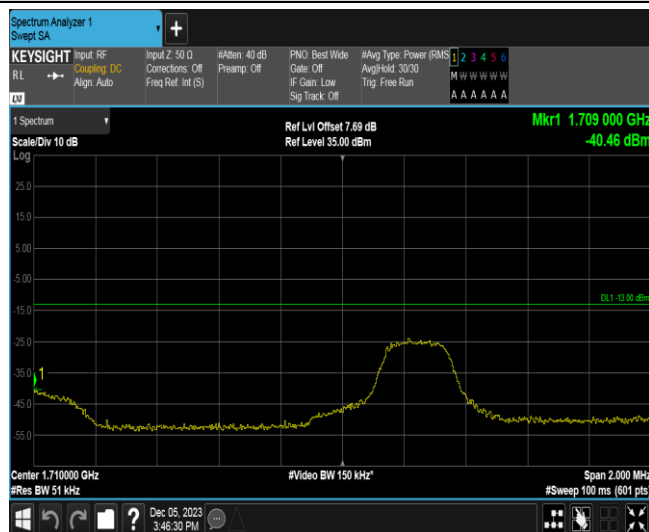 Spectrum Analyzer 1
Swept SA
+
KEYSIGHT
RL
LXI
Input: RF
Coupling: DC
Align: Auto
Input Z: 50 Ω
Corrections: Off
Freq Ref: Int (S)
#Atten: 40 dB
Preamp: Off
PNO: Best Wide
Gate: Off
IF Gain: Low
Sig Track: Off
#Avg Type: Power (RMS
Avg|Hold: 30/30
Trig: Free Run
1 2 3 4 5 6
M W W W W W
A A A A A A
1 Spectrum
Scale/Div 10 dB
Log
Ref Lvl Offset 7.69 dB
Ref Level 35.00 dBm
Mkr1 1.709 000 GHz
-40.46 dBm
25.0
15.0
5.00
-5.00
DL1 -13.00 dBm
-15.0
-25.0
-35.0
1
-45.0
-55.0
Center 1.710000 GHz
#Res BW 51 kHz
#Video BW 150 kHz*
Span 2.000 MHz
#Sweep 100 ms (601 pts)
?
Dec 05, 2023
3:46:30 PM